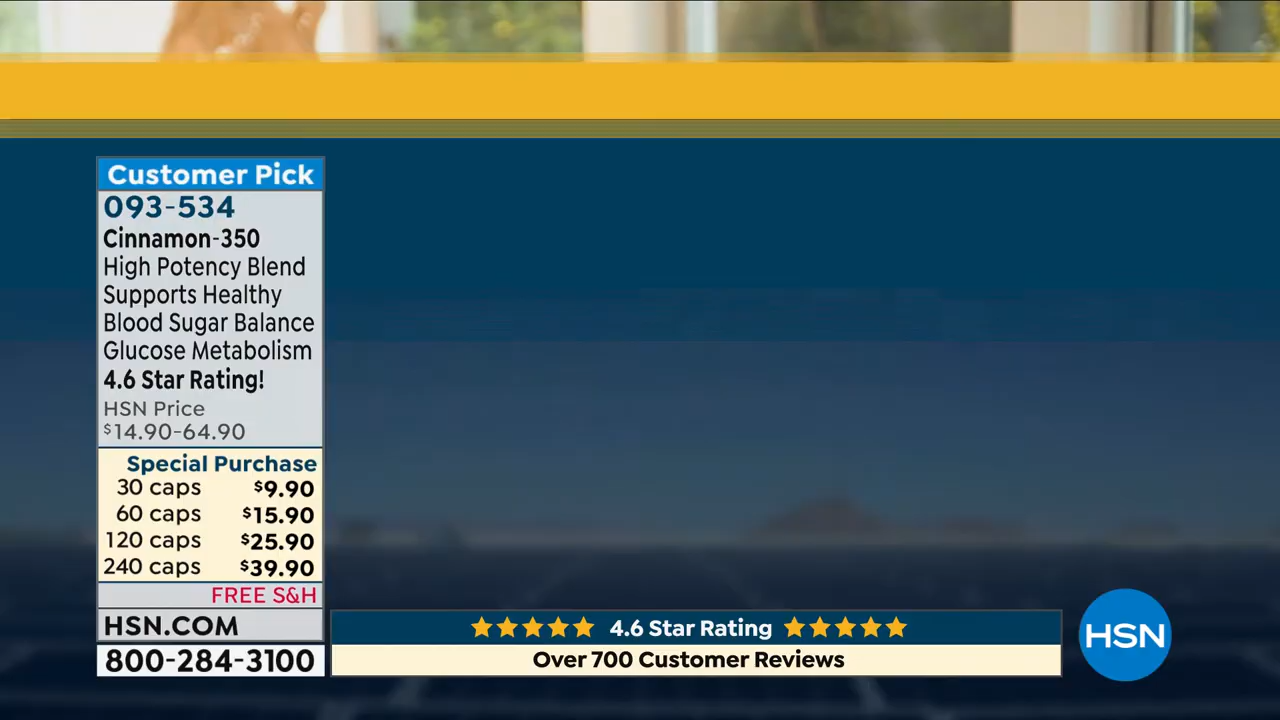 Customer Pick
093-534
Cinnamon-350
High Potency Blend
Supports Healthy
Blood Sugar Balance
Glucose Metabolism
4.6 Star Rating!
HSN Price
$14.90-64.90
Special Purchase
30 caps $9.90
60 caps $15.90
120 caps $25.90
240 caps $39.90
FREE S&H
HSN.COM
800-284-3100
4.6 Star Rating
Over 700 Customer Reviews
HSN